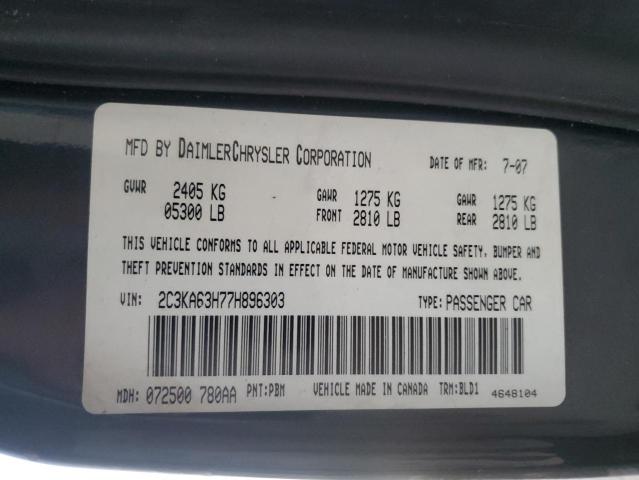 MFD BY DAIMLERCHRYSLER CORPORATION DATE OF MFR: 7-07
GVWR 2405 KG GAWR 1275 KG GAWR 1275 KG
05300 LB FRONT 2810 LB REAR 2810 LB
THIS VEHICLE CONFORMS TO ALL APPLICABLE FEDERAL MOTOR VEHICLE SAFETY, BUMPER AND
THEFT PREVENTION STANDARDS IN EFFECT ON THE DATE OF MANUFACTURE SHOWN ABOVE.
VIN: 2C3KA63H77H896303 TYPE: PASSENGER CAR
MDH: 072500 780AA PNT:PBM VEHICLE MADE IN CANADA TRM:BLD1 4648104